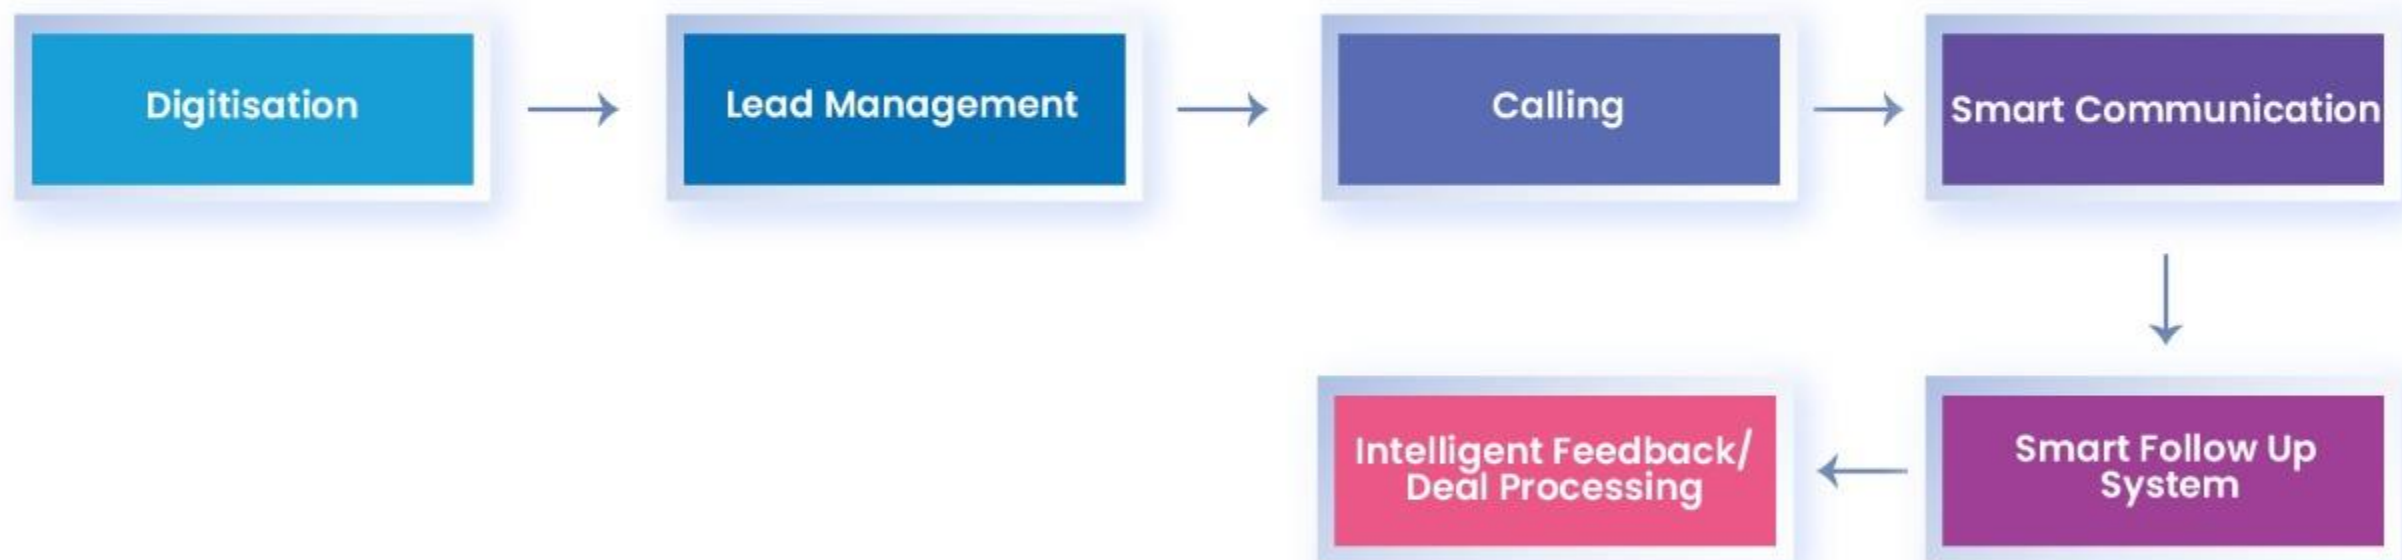 Digitisation
Lead Management
Calling
Smart Communication
Intelligent Feedback/
Deal Processing
Smart Follow Up
System